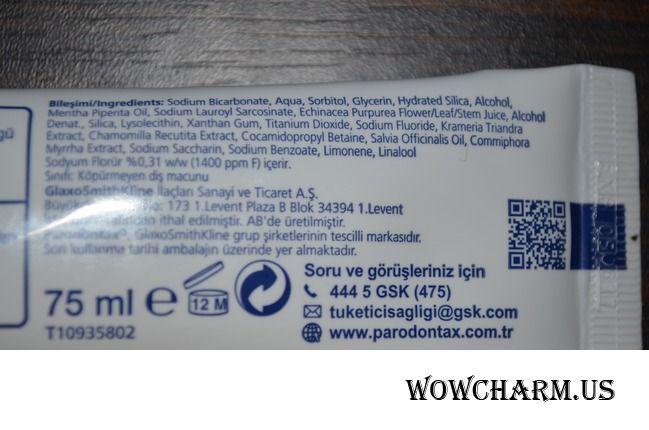 Bileşimi/Ingredients: Sodium Bicarbonate, Aqua, Sorbitol, Glycerin, Hydrated Silica, Alcohol,
Mentha Piperita Oil, Sodium Lauroyl Sarcosinate, Echinacea Purpurea Flower/Leaf/Stem Juice, Alcohol
Denat., Silica, Lysolecithin, Xanthan Gum, Titanium Dioxide, Sodium Fluoride, Krameria Triandra
Extract, Chamomilla Recutita Extract, Cocamidopropyl Betaine, Salvia Officinalis Oil, Commiphora
Myrrha Extract, Sodium Saccharin, Sodium Benzoate, Limonene, Linalool
Sodyum Florür %0,31 w/w (1400 ppm F) içerir.
Sınıfı: Köpürmeyen diş macunu
GlaxoSmithKline İlaçları Sanayi ve Ticaret A.Ş.
173 1.Levent Plaza B Blok 34394 1.Levent
ithal edilmiştir. AB'de üretilmiştir.
Parodontax, GlaxoSmithKline grup şirketlerinin tescilli markasıdır.
Son kullanma tarihi ambalajın üzerinde yer almaktadır.
75 ml e 12 M
T10935802
Soru ve görüşleriniz için
444 5 GSK (475)
tuketicisagligi@gsk.com
www.parodontax.com.tr
WOWCHARM.US